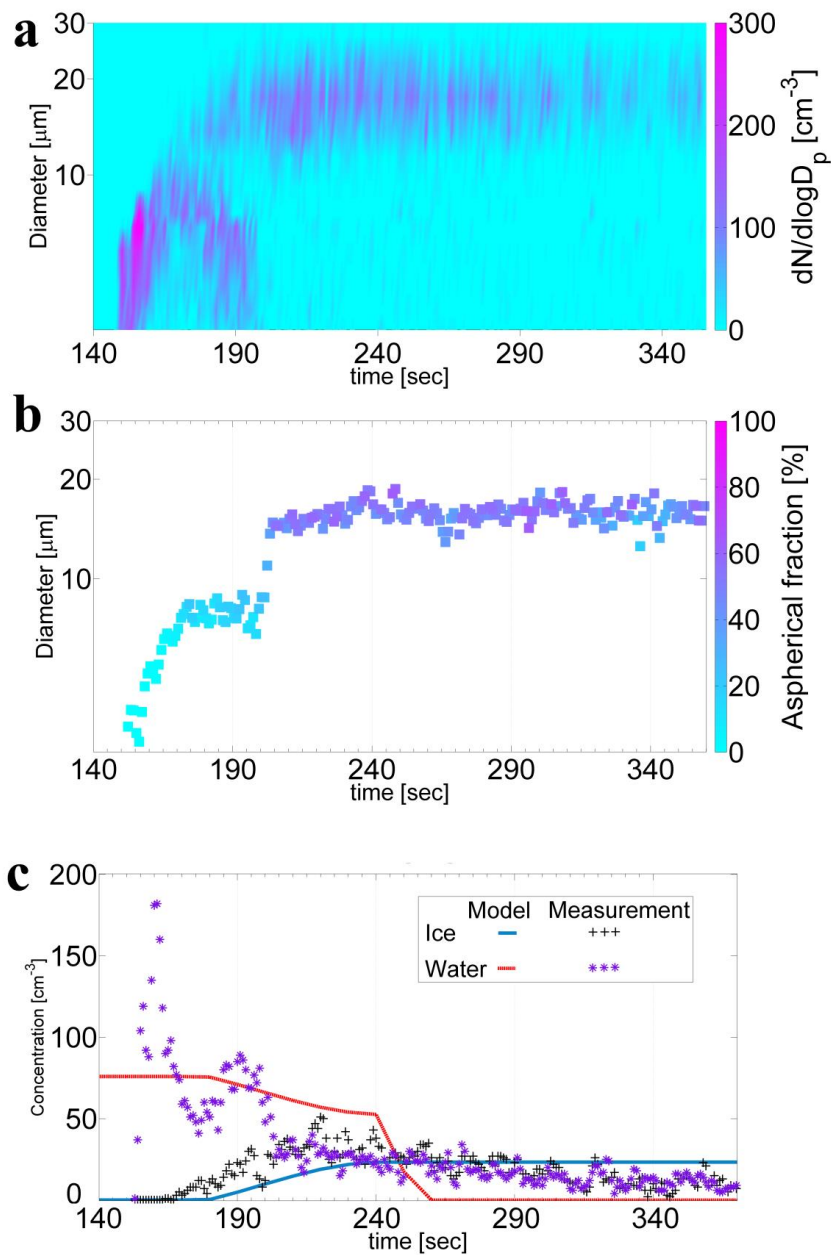 a
30
20
10
Diameter [μm]
140 190 240 290 340
time [sec]
300
200
100
0
dN/dlogDp [cm-3]
b
30
20
10
Diameter [μm]
140 190 240 290 340
time [sec]
100
80
60
40
20
0
Aspherical fraction [%]
c
200
150
100
50
0
Concentration [cm-3]
Model Measurement
Ice +++
Water ***
140 190 240 290 340
time [sec]